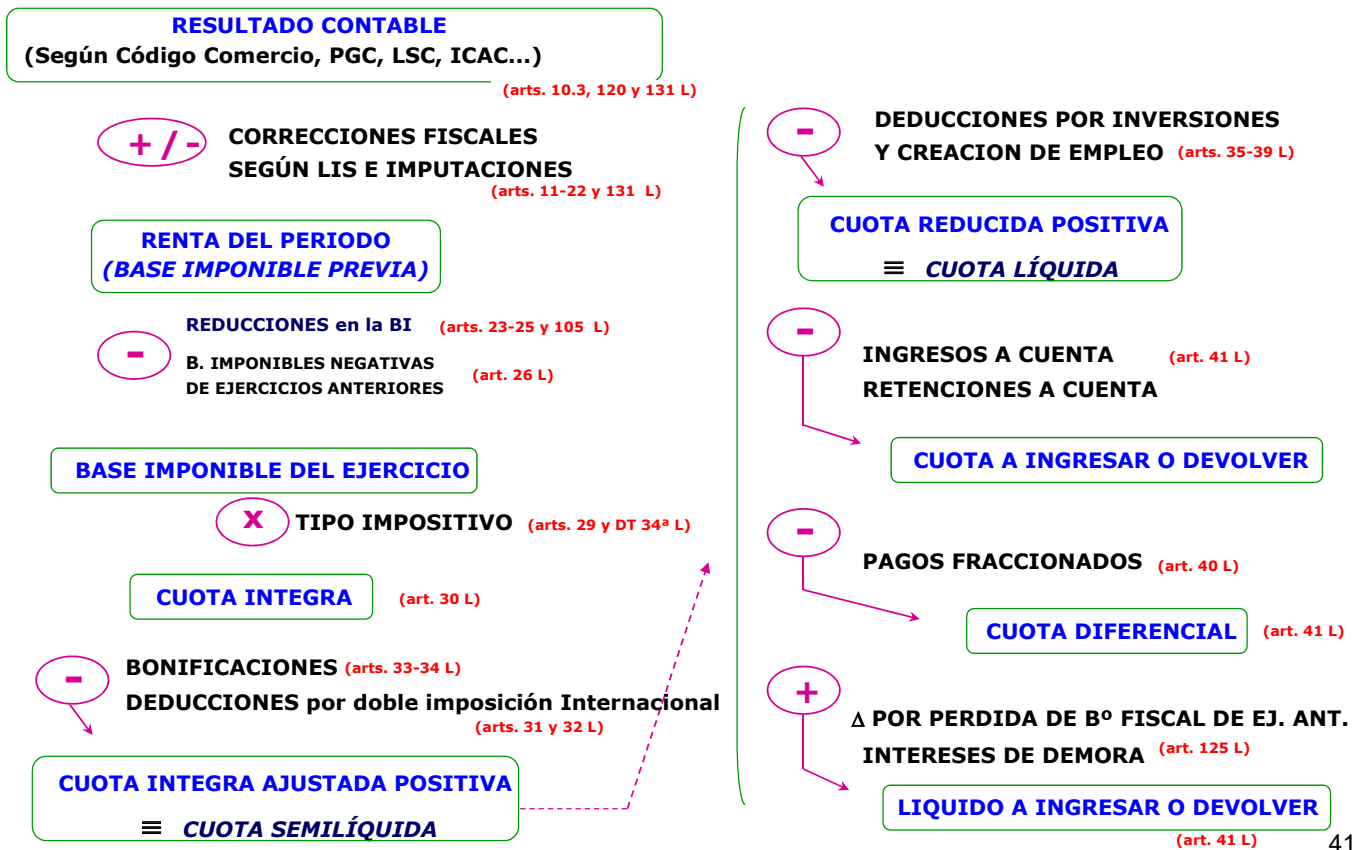 RESULTADO CONTABLE
(Según Código Comercio, PGC, LSC, ICAC...)
(arts. 10.3, 120 y 131 L)
+ / -
CORRECCIONES FISCALES
SEGÚN LIS E IMPUTACIONES
(arts. 11-22 y 131 L)
RENTA DEL PERIODO
(BASE IMPONIBLE PREVIA)
-
REDUCCIONES en la BI (arts. 23-25 y 105 L)
B. IMPONIBLES NEGATIVAS
DE EJERCICIOS ANTERIORES
(art. 26 L)
BASE IMPONIBLE DEL EJERCICIO
x TIPO IMPOSITIVO (arts. 29 y DT 34ª L)
CUOTA INTEGRA (art. 30 L)
-
BONIFICACIONES (arts. 33-34 L)
DEDUCCIONES por doble imposición Internacional
(arts. 31 y 32 L)
CUOTA INTEGRA AJUSTADA POSITIVA
≡ CUOTA SEMILÍQUIDA
-
DEDUCCIONES POR INVERSIONES
Y CREACION DE EMPLEO (arts. 35-39 L)
CUOTA REDUCIDA POSITIVA
≡ CUOTA LÍQUIDA
-
INGRESOS A CUENTA (art. 41 L)
RETENCIONES A CUENTA
CUOTA A INGRESAR O DEVOLVER
-
PAGOS FRACCIONADOS (art. 40 L)
CUOTA DIFERENCIAL (art. 41 L)
+
Δ POR PERDIDA DE Bº FISCAL DE EJ. ANT.
INTERESES DE DEMORA (art. 125 L)
LIQUIDO A INGRESAR O DEVOLVER
(art. 41 L)
41